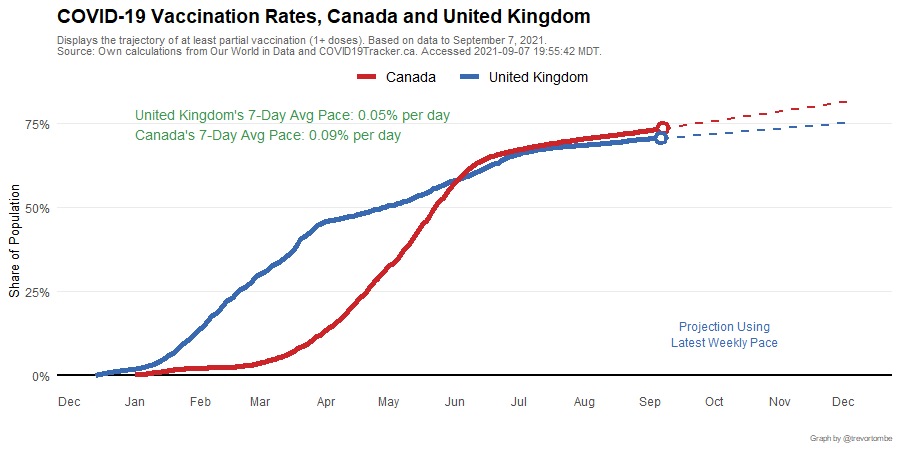 COVID-19 Vaccination Rates, Canada and United Kingdom
Displays the trajectory of at least partial vaccination (1+ doses). Based on data to September 7, 2021.
Source: Own calculations from Our World in Data and COVID19Tracker.ca. Accessed 2021-09-07 19:55:42 MDT.
Canada United Kingdom
United Kingdom's 7-Day Avg Pace: 0.05% per day
Canada's 7-Day Avg Pace: 0.09% per day
75%
50%
25%
0%
Share of Population
Projection Using
Latest Weekly Pace
Dec Jan Feb Mar Apr May Jun Jul Aug Sep Oct Nov Dec
Graph by @trevortombe